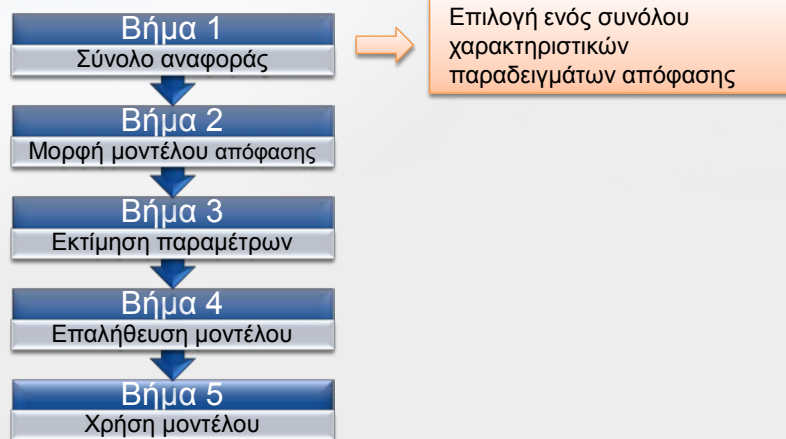 Βήμα 1
Σύνολο αναφοράς
Επιλογή ενός συνόλου
χαρακτηριστικών
παραδειγμάτων απόφασης
Βήμα 2
Μορφή μοντέλου απόφασης
Βήμα 3
Εκτίμηση παραμέτρων
Βήμα 4
Επαλήθευση μοντέλου
Βήμα 5
Χρήση μοντέλου